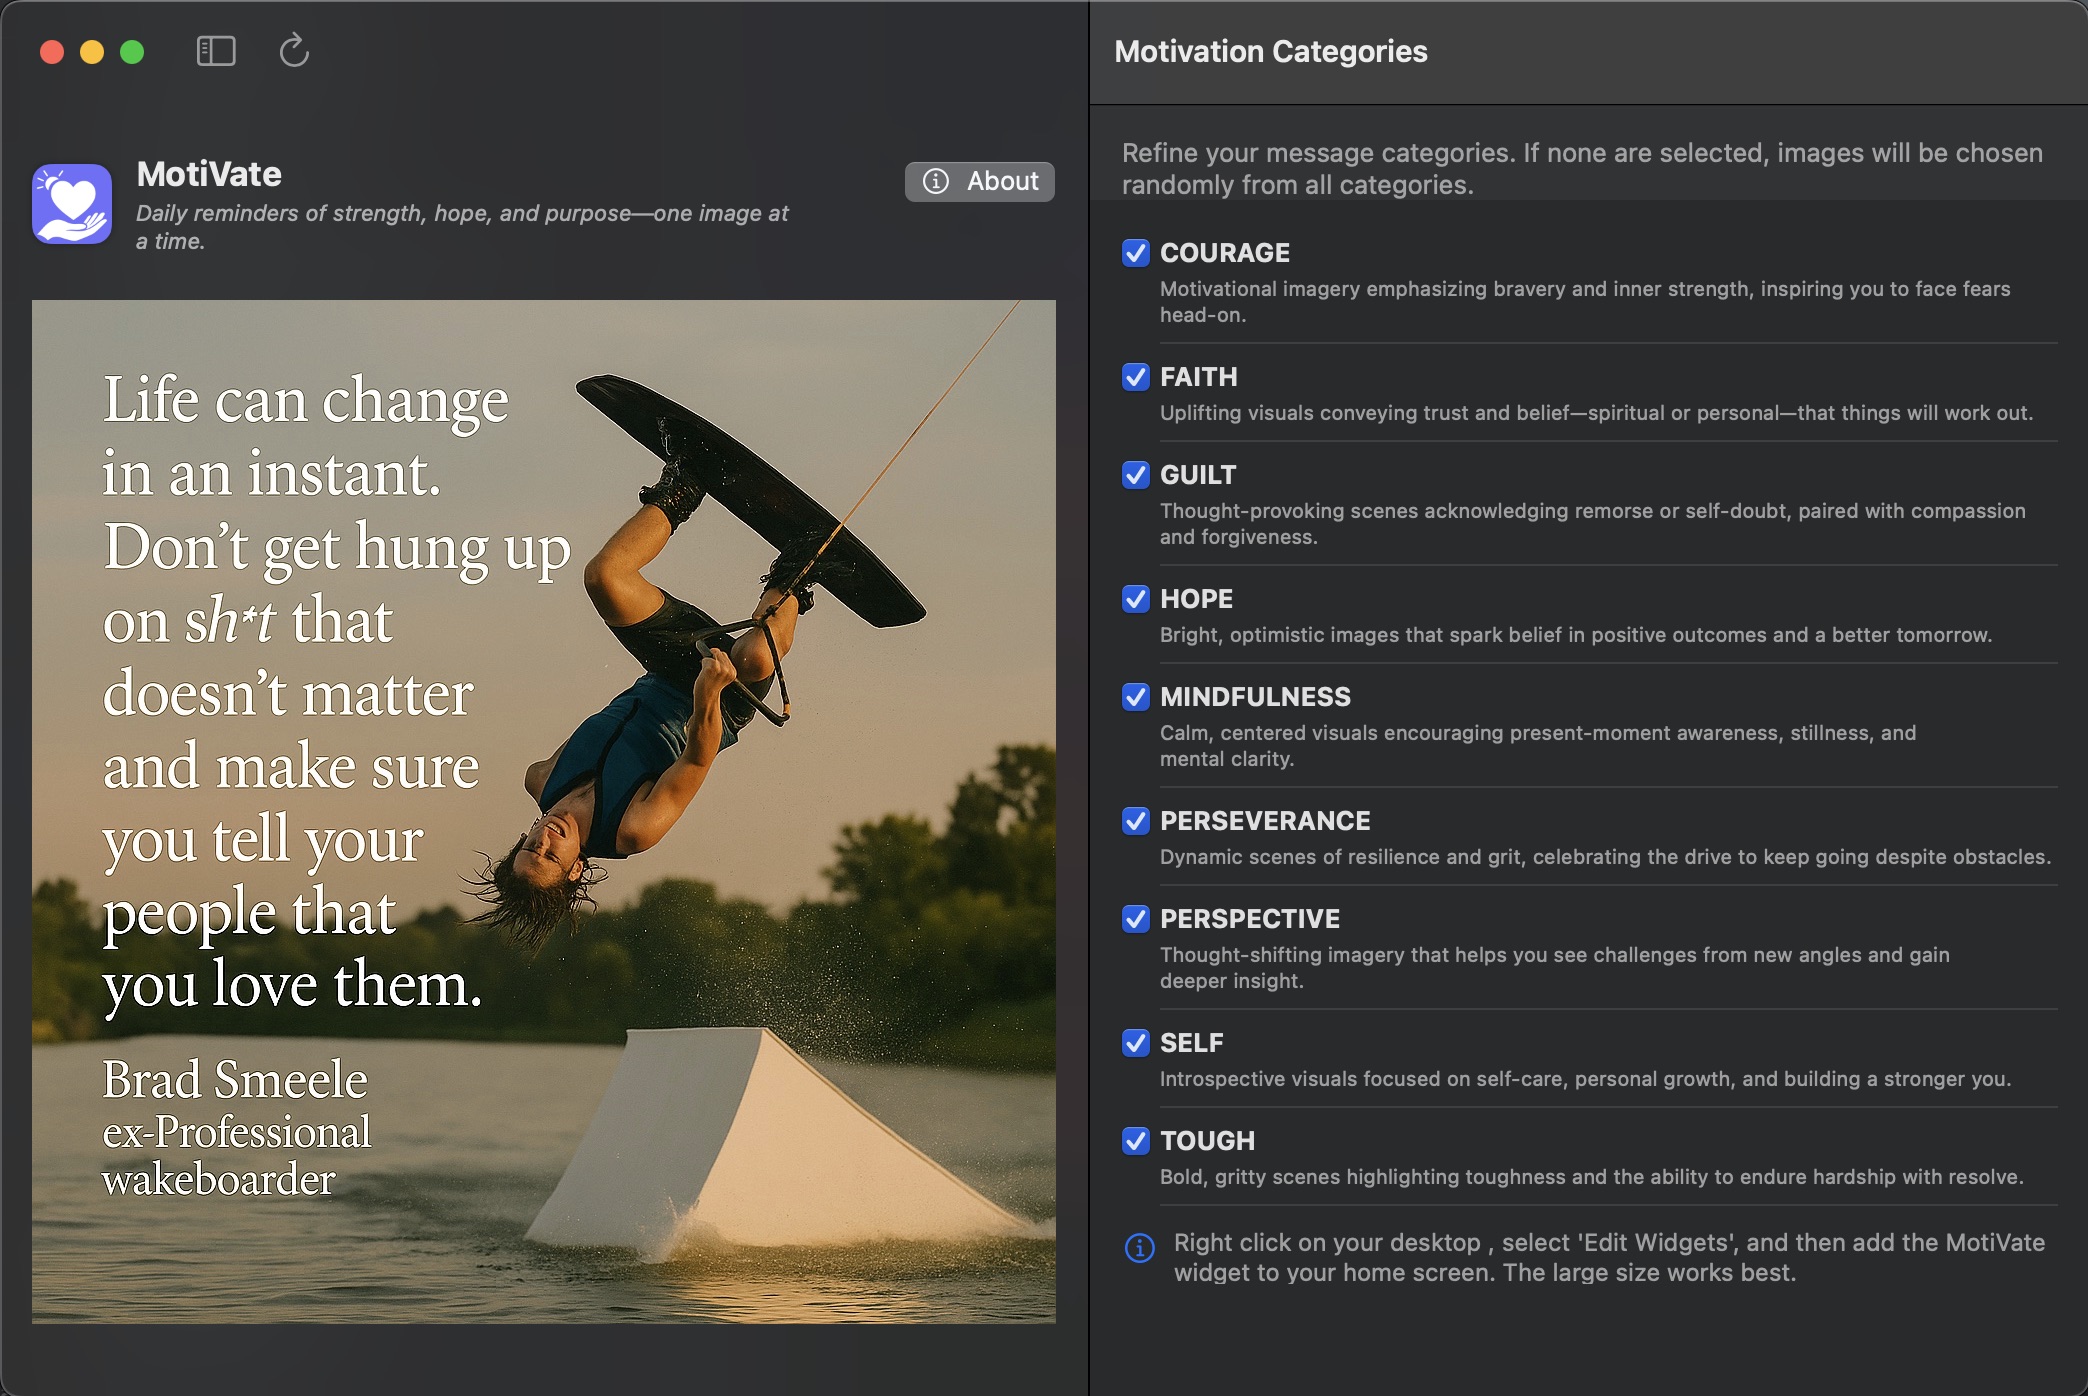 MotiVate
Daily reminders of strength, hope, and purpose—one image at
a time.
About
Life can change
in an instant.
Don’t get hung up
on sh*t that
doesn’t matter
and make sure
you tell your
people that
you love them.
Brad Smeele
ex-Professional
wakeboarder
Motivation Categories
Refine your message categories. If none are selected, images will be chosen
randomly from all categories.
COURAGE
Motivational imagery emphasizing bravery and inner strength, inspiring you to face fears
head-on.
FAITH
Uplifting visuals conveying trust and belief—spiritual or personal—that things will work out.
GUILT
Thought-provoking scenes acknowledging remorse or self-doubt, paired with compassion
and forgiveness.
HOPE
Bright, optimistic images that spark belief in positive outcomes and a better tomorrow.
MINDFULNESS
Calm, centered visuals encouraging present-moment awareness, stillness, and
mental clarity.
PERSEVERANCE
Dynamic scenes of resilience and grit, celebrating the drive to keep going despite obstacles.
PERSPECTIVE
Thought-shifting imagery that helps you see challenges from new angles and gain
deeper insight.
SELF
Introspective visuals focused on self-care, personal growth, and building a stronger you.
TOUGH
Bold, gritty scenes highlighting toughness and the ability to endure hardship with resolve.
Right click on your desktop , select 'Edit Widgets', and then add the MotiVate
widget to your home screen. The large size works best.